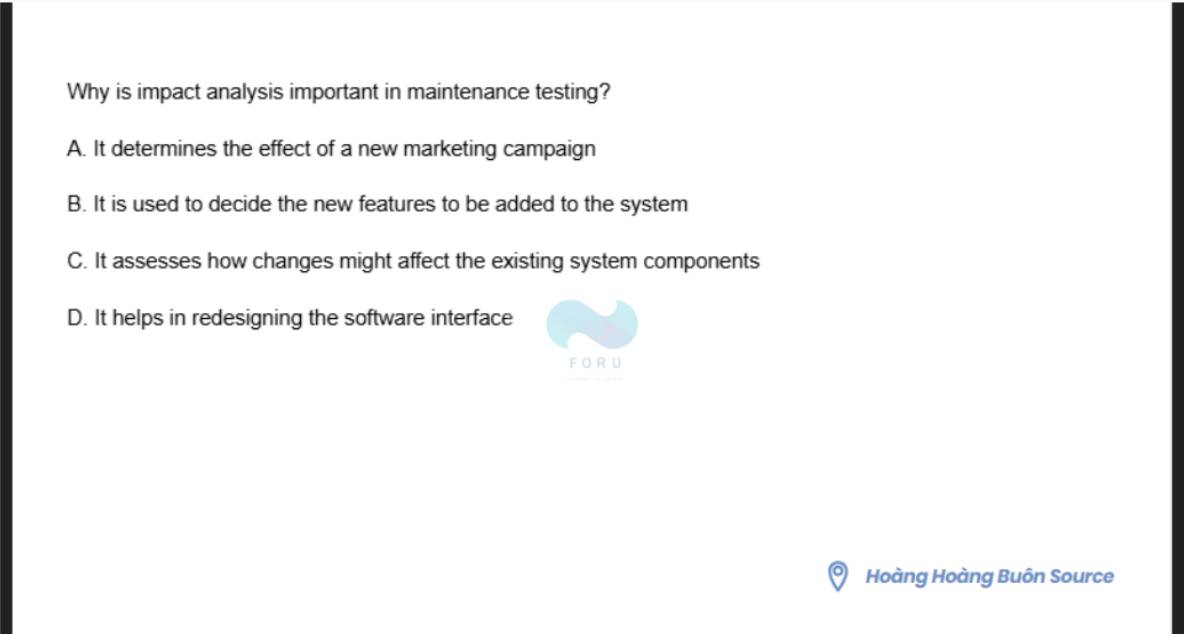 Why is impact analysis important in maintenance testing?
A. It determines the effect of a new marketing campaign
B. It is used to decide the new features to be added to the system
C. It assesses how changes might affect the existing system components
D. It helps in redesigning the software interface
FORU
Hoàng Hoàng Buôn Source